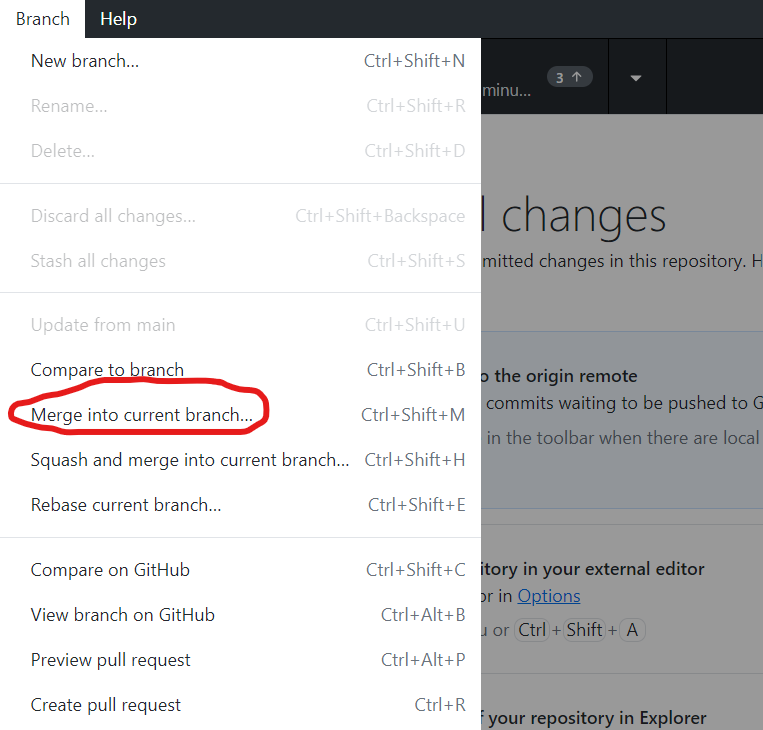 Branch Help
New branch... Ctrl+Shift+N
Rename... Ctrl+Shift+R
Delete... Ctrl+Shift+D
Discard all changes... Ctrl+Shift+Backspace
Stash all changes Ctrl+Shift+S
Update from main Ctrl+Shift+U
Compare to branch Ctrl+Shift+B
Merge into current branch... Ctrl+Shift+M
Squash and merge into current branch... Ctrl+Shift+H
Rebase current branch... Ctrl+Shift+E
Compare on GitHub Ctrl+Shift+C
View branch on GitHub Ctrl+Alt+B
Preview pull request Ctrl+Alt+P
Create pull request Ctrl+R
minu... 3 ↑
changes
mitted changes in this repository. H
o the origin remote
commits waiting to be pushed to G
in the toolbar when there are local
itory in your external editor
or in Options
or Ctrl + Shift + A
f your repository in Explorer